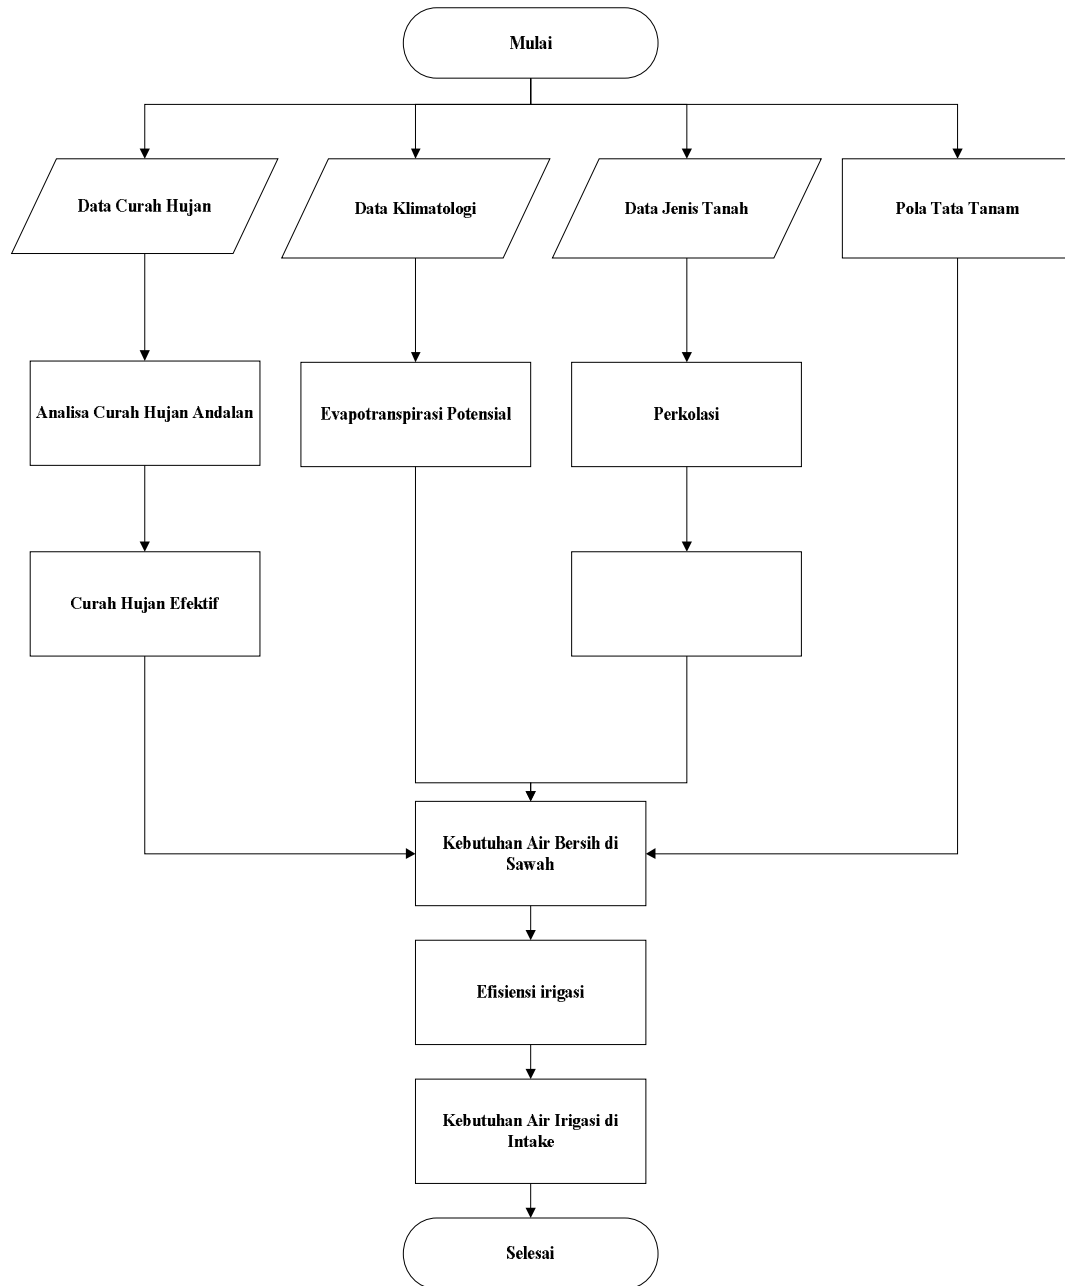 Mulai
Data Curah Hujan
Data Klimatologi
Data Jenis Tanah
Pola Tata Tanam
Analisa Curah Hujan Andalan
Evapotranspirasi Potensial
Perkolasi
Curah Hujan Efektif
Kebutuhan Air Bersih di
Sawah
Efisiensi irigasi
Kebutuhan Air Irigasi di
Intake
Selesai